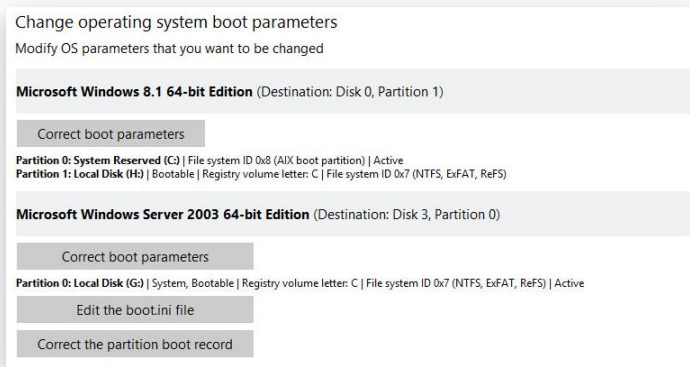 Change operating system boot parameters
Modify OS parameters that you want to be changed
Microsoft Windows 8.1 64-bit Edition (Destination: Disk 0, Partition 1)
Correct boot parameters
Partition 0: System Reserved (C:) | File system ID 0x8 (AIX boot partition) | Active
Partition 1: Local Disk (H:) | Bootable | Registry volume letter: C | File system ID 0x7 (NTFS, ExFAT, ReFS)
Microsoft Windows Server 2003 64-bit Edition (Destination: Disk 3, Partition 0)
Correct boot parameters
Partition 0: Local Disk (G:) | System, Bootable | Registry volume letter: C | File system ID 0x7 (NTFS, ExFAT, ReFS) | Active
Edit the boot.ini file
Correct the partition boot record